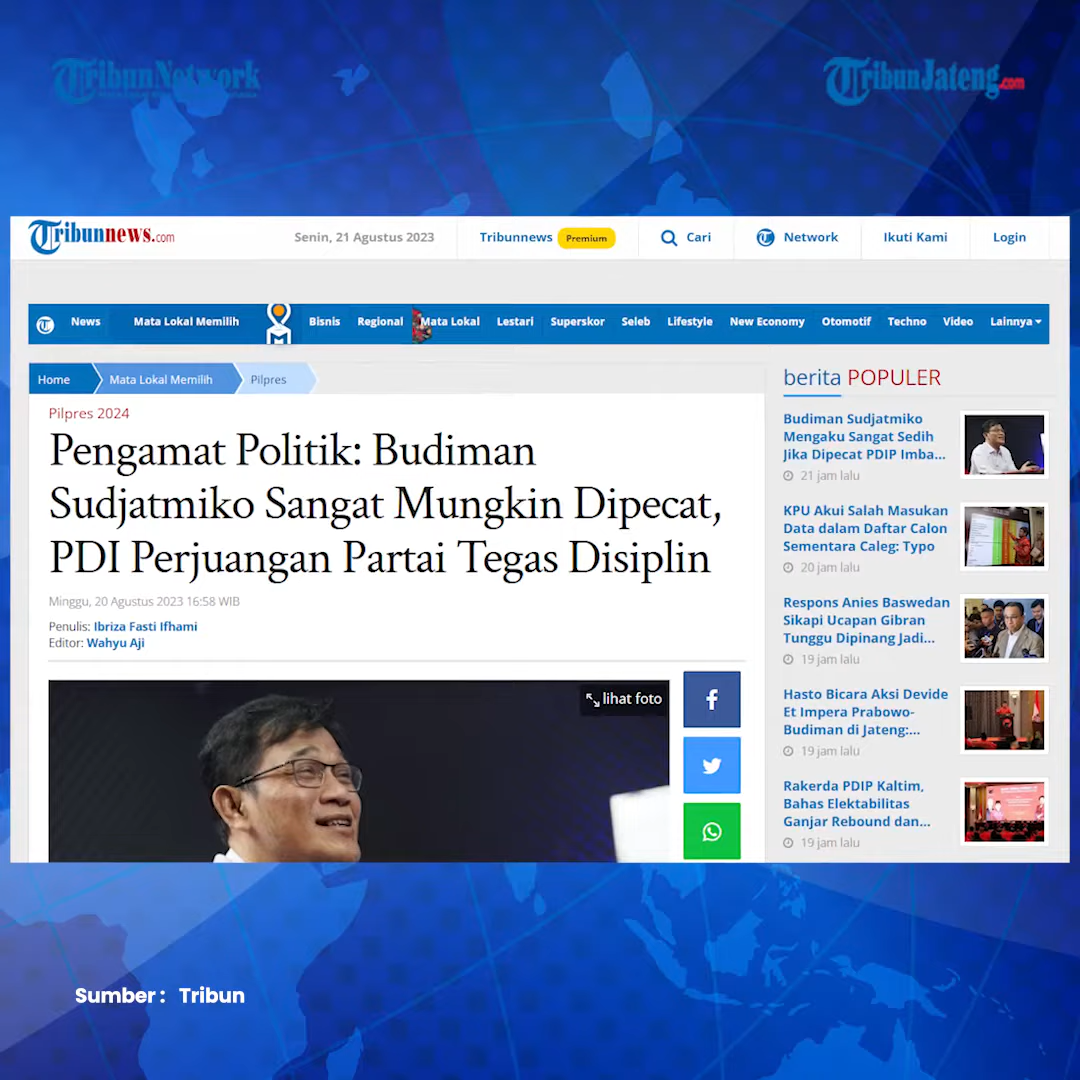 TribunNetwork
TribunJateng.com
Tribunnews.com
Senin, 21 Agustus 2023
Tribunnews Premium
Cari
Network
Ikuti Kami
Login
News
Mata Lokal Memilih
Bisnis
Regional
Mata Lokal
Lestari
Superskor
Seleb
Lifestyle
New Economy
Otomotif
Techno
Video
Lainnya
Home
Mata Lokal Memilih
Pilpres
Pilpres 2024
Pengamat Politik: Budiman
Sudjatmiko Sangat Mungkin Dipecat,
PDI Perjuangan Partai Tegas Disiplin
Minggu, 20 Agustus 2023 16:58 WIB
Penulis: Ibriza Fasti Ifhami
Editor: Wahyu Aji
lihat foto
berita POPULER
Budiman Sudjatmiko
Mengaku Sangat Sedih
Jika Dipecat PDIP Imba...
21 jam lalu
KPU Akui Salah Masukan
Data dalam Daftar Calon
Sementara Caleg: Typo
20 jam lalu
Respons Anies Baswedan
Sikapi Ucapan Gibran
Tunggu Dipinang Jadi...
19 jam lalu
Hasto Bicara Aksi Devide
Et Impera Prabowo-
Budiman di Jateng:...
19 jam lalu
Rakerda PDIP Kaltim,
Bahas Elektabilitas
Ganjar Rebound dan...
19 jam lalu
Sumber : Tribun